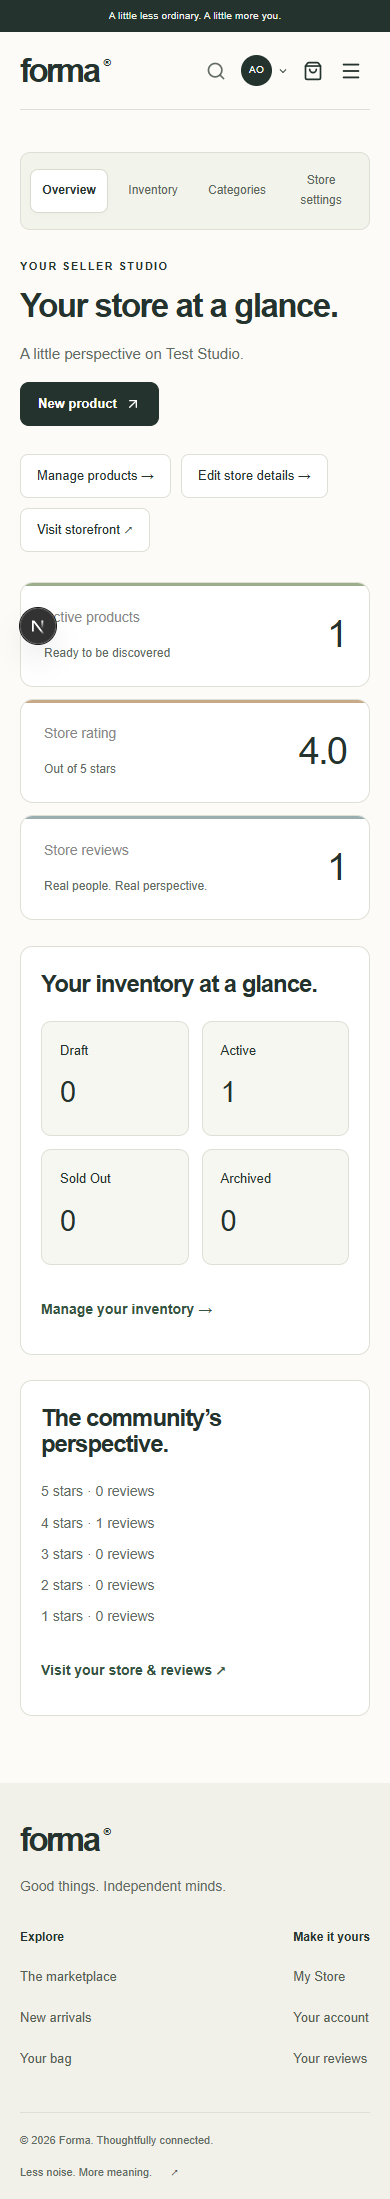 A little less ordinary. A little more you.
forma®
AO
Overview
Inventory
Categories
Store
settings
YOUR SELLER STUDIO
Your store at a glance.
A little perspective on Test Studio.
New product ↗
Manage products →
Edit store details →
Visit storefront ↗
N
ctive products
Ready to be discovered
1
Store rating
Out of 5 stars
4.0
Store reviews
Real people. Real perspective.
1
Your inventory at a glance.
Draft
0
Active
1
Sold Out
0
Archived
0
Manage your inventory →
The community’s
perspective.
5 stars · 0 reviews
4 stars · 1 reviews
3 stars · 0 reviews
2 stars · 0 reviews
1 stars · 0 reviews
Visit your store & reviews ↗
forma®
Good things. Independent minds.
Explore
The marketplace
New arrivals
Your bag
Make it yours
My Store
Your account
Your reviews
© 2026 Forma. Thoughtfully connected.
Less noise. More meaning. ↗